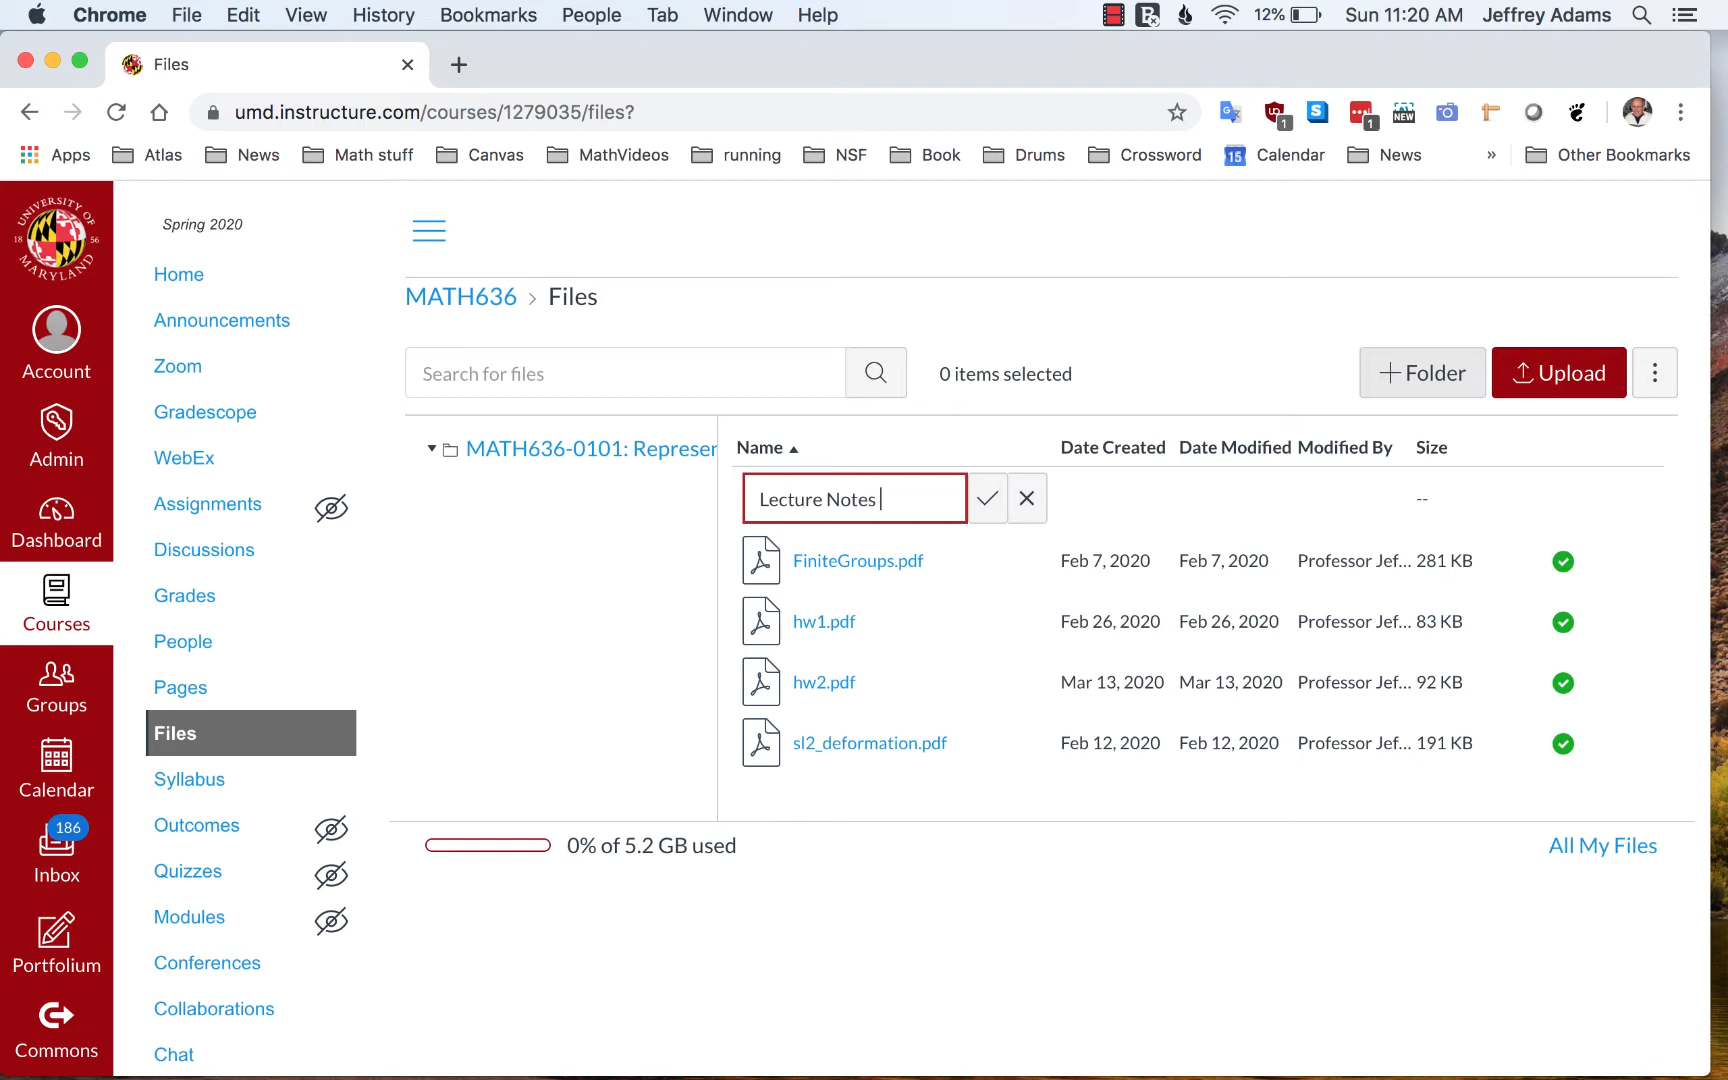 Chrome File Edit View History Bookmarks People Tab Window Help 12% Sun 11:20 AM Jeffrey Adams
Files
umd.instructure.com/courses/1279035/files?
1 1 NEW
Apps Atlas News Math stuff Canvas MathVideos running NSF Book Drums Crossword 15 Calendar News » Other Bookmarks
UNIVERSITY OF
18 56
MARYLAND
Account
Admin
Dashboard
Courses
Groups
Calendar
186
Inbox
Portfolium
Commons
Spring 2020
Home
Announcements
Zoom
Gradescope
WebEx
Assignments
Discussions
Grades
People
Pages
Files
Syllabus
Outcomes
Quizzes
Modules
Conferences
Collaborations
Chat
MATH636 › Files
Search for files
0 items selected
+ Folder
Upload
MATH636-0101: Represer
Name Date Created Date Modified Modified By Size
Lecture Notes --
FiniteGroups.pdf Feb 7, 2020 Feb 7, 2020 Professor Jef... 281 KB
hw1.pdf Feb 26, 2020 Feb 26, 2020 Professor Jef... 83 KB
hw2.pdf Mar 13, 2020 Mar 13, 2020 Professor Jef... 92 KB
sl2_deformation.pdf Feb 12, 2020 Feb 12, 2020 Professor Jef... 191 KB
0% of 5.2 GB used
All My Files